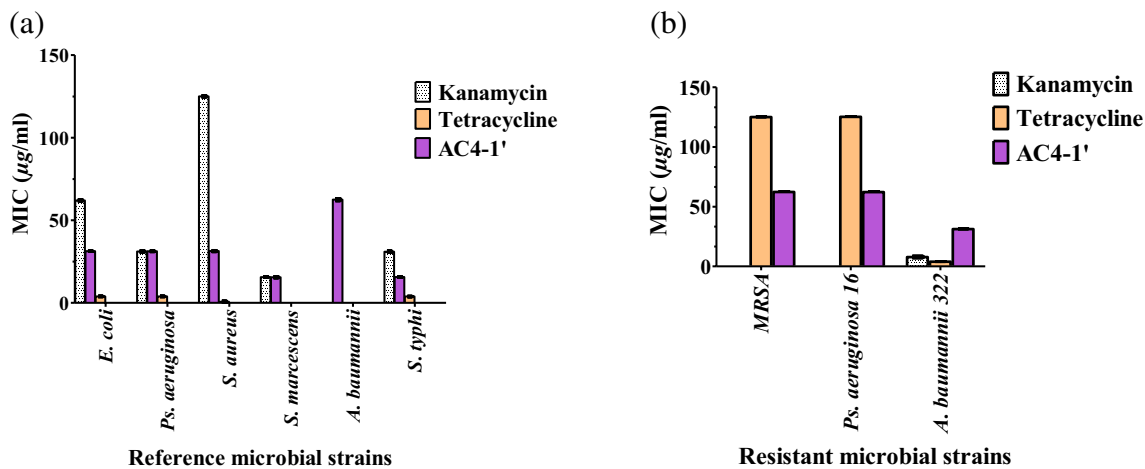 (a)
MIC (µg/ml)
150
100
50
0
Kanamycin
Tetracycline
AC4-1'
E. coli
Ps. aeruginosa
S. aureus
S. marcescens
A. baumannii
S. typhi
Reference microbial strains
(b)
MIC (µg/ml)
150
100
50
0
Kanamycin
Tetracycline
AC4-1'
MRSA
Ps. aeruginosa 16
A. baumannii 322
Resistant microbial strains